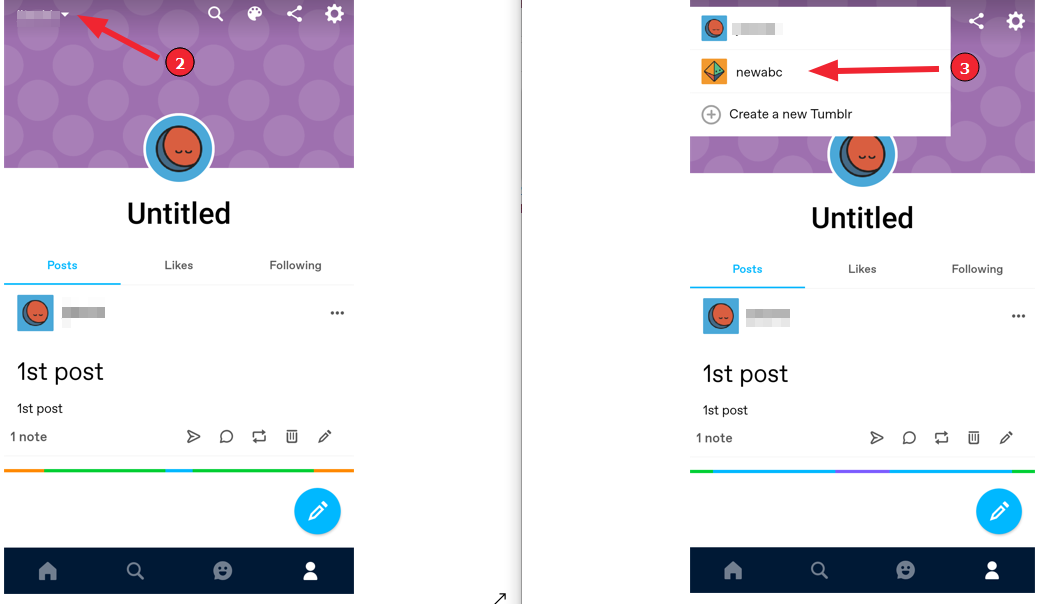 2
Untitled
Posts Likes Following
1st post
1st post
1 note
newabc
3
Create a new Tumblr
Untitled
Posts Likes Following
1st post
1st post
1 note